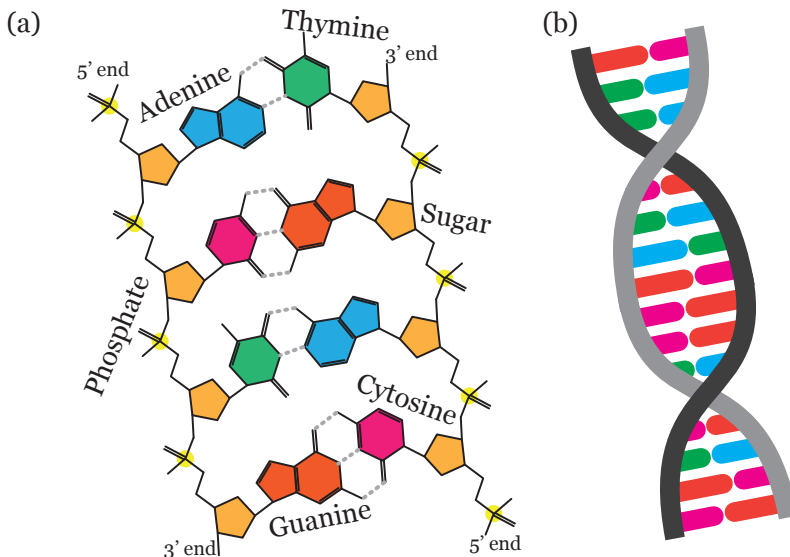 (a)
(b)
Thymine
3' end
5' end
Adenine
Sugar
Phosphate
Cytosine
Guanine
3' end
5' end